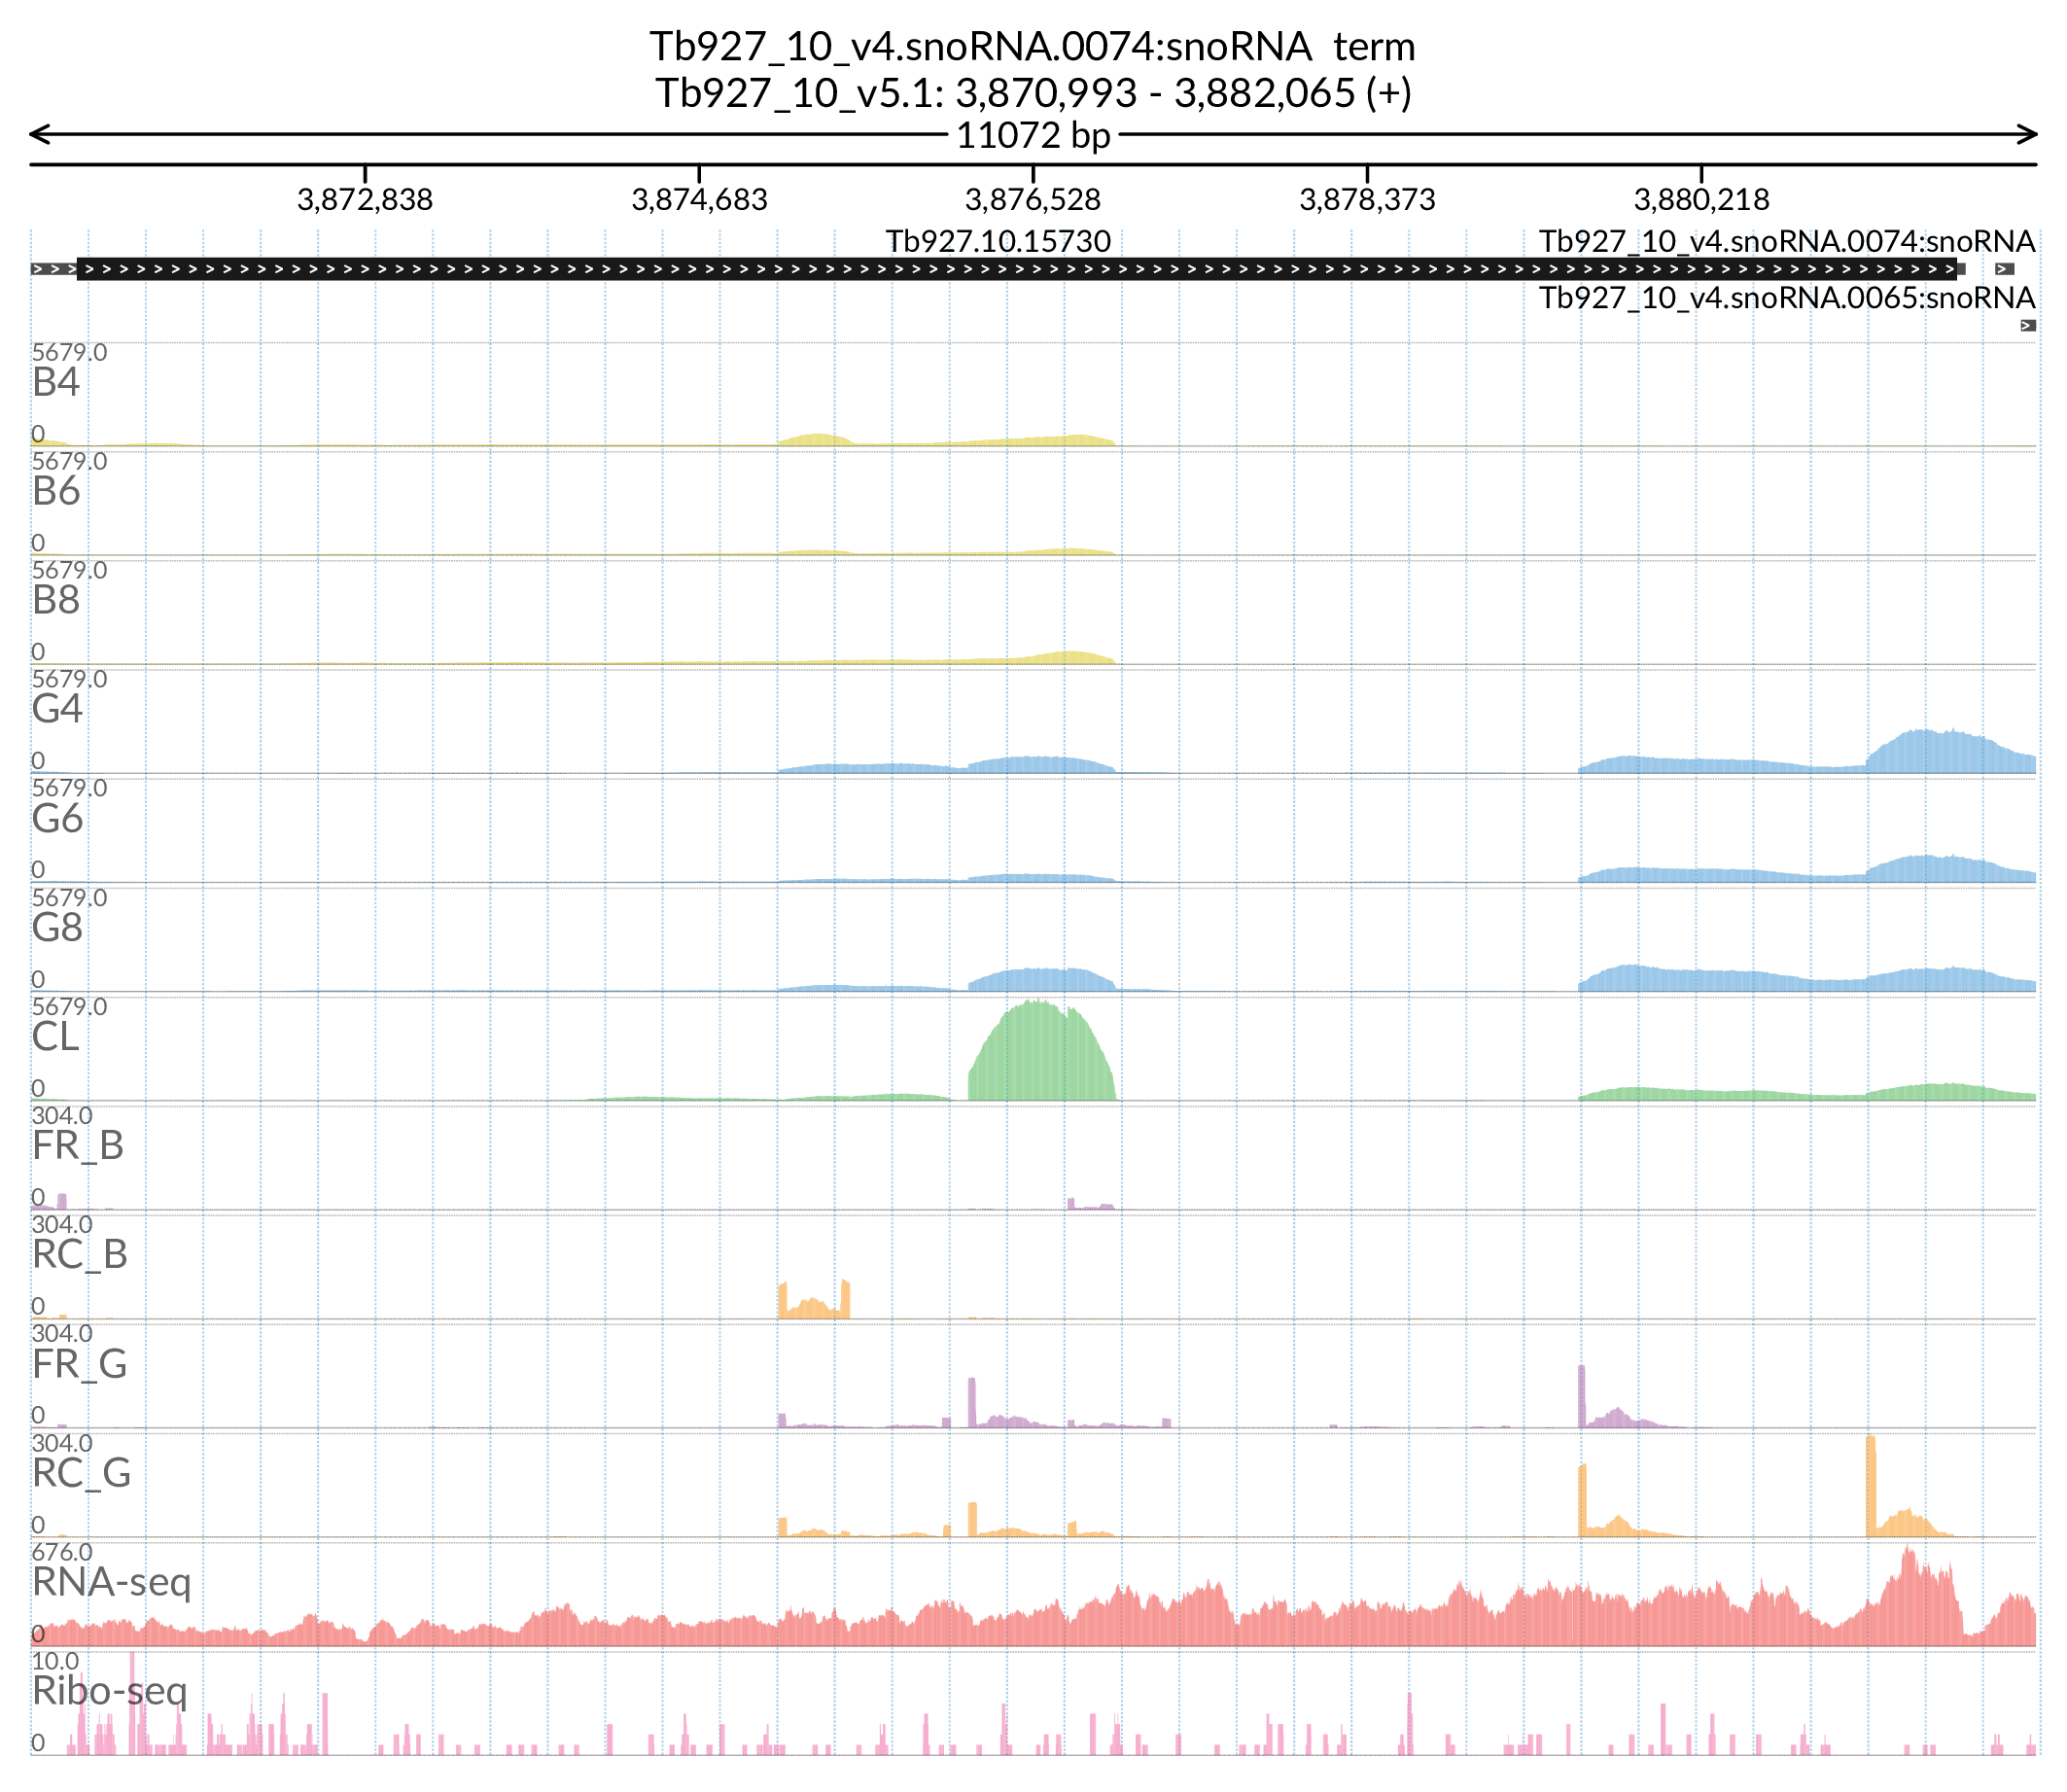 Tb927_10_v4.snoRNA.0074:snoRNA term
Tb927_10_v5.1: 3,870,993 - 3,882,065 (+)
11072 bp
3,872,838 3,874,683 3,876,528 3,878,373 3,880,218
Tb927.10.15730 Tb927_10_v4.snoRNA.0074:snoRNA
Tb927_10_v4.snoRNA.0065:snoRNA
5679.0
B4
0
5679.0
B6
0
5679.0
B8
0
5679.0
G4
0
5679.0
G6
0
5679.0
G8
0
5679.0
CL
0
304.0
FR_B
0
304.0
RC_B
0
304.0
FR_G
0
304.0
RC_G
0
676.0
RNA-seq
0
10.0
Ribo-seq
0